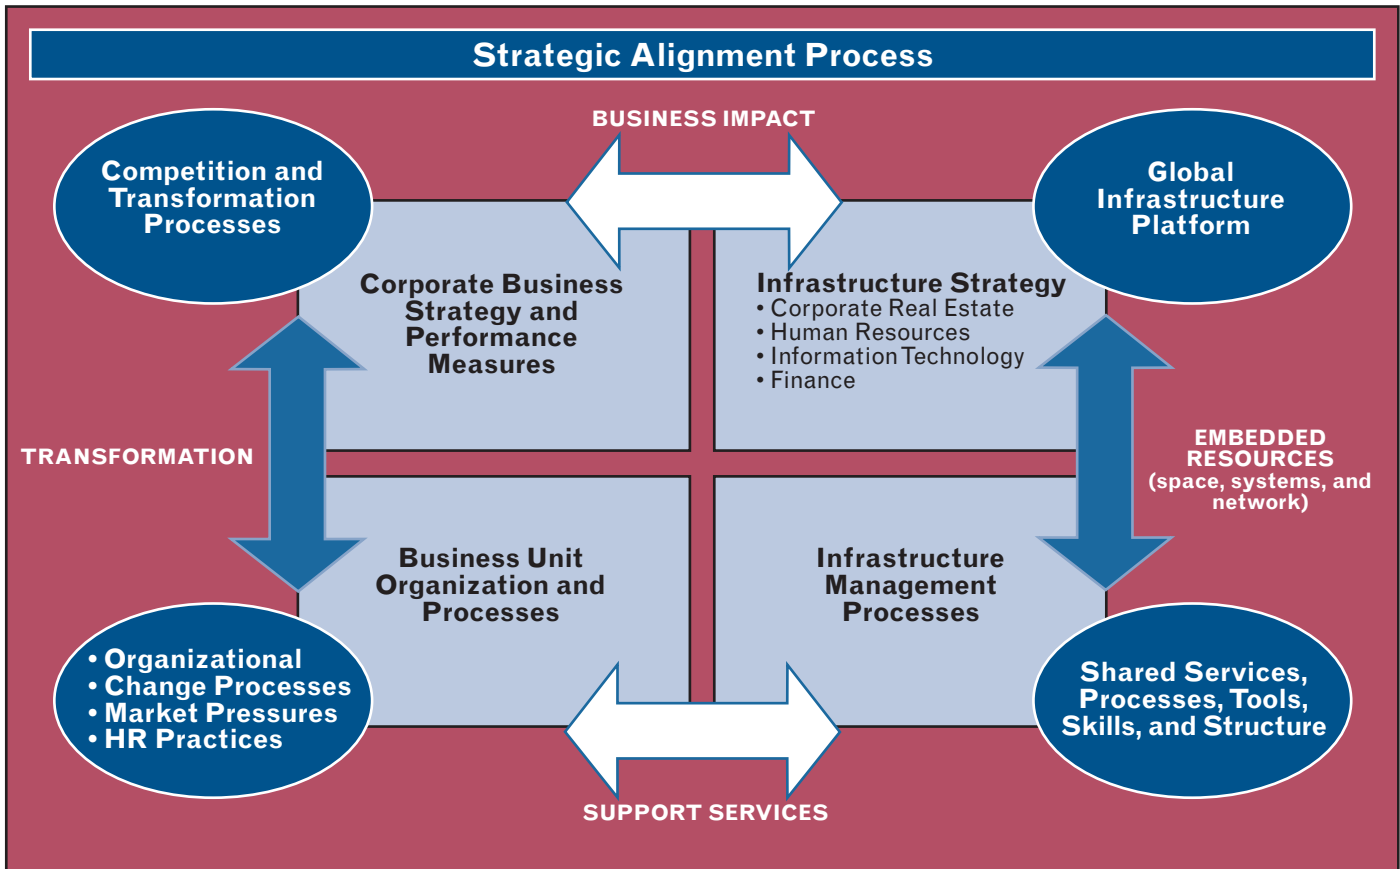 Strategic Alignment Process
BUSINESS IMPACT
Competition and
Transformation
Processes
Global
Infrastructure
Platform
Corporate Business
Strategy and
Performance
Measures
Infrastructure Strategy
• Corporate Real Estate
• Human Resources
• Information Technology
• Finance
TRANSFORMATION
EMBEDDED
RESOURCES
(space, systems, and
network)
Business Unit
Organization and
Processes
Infrastructure
Management
Processes
• Organizational
• Change Processes
• Market Pressures
• HR Practices
Shared Services,
Processes, Tools,
Skills, and Structure
SUPPORT SERVICES